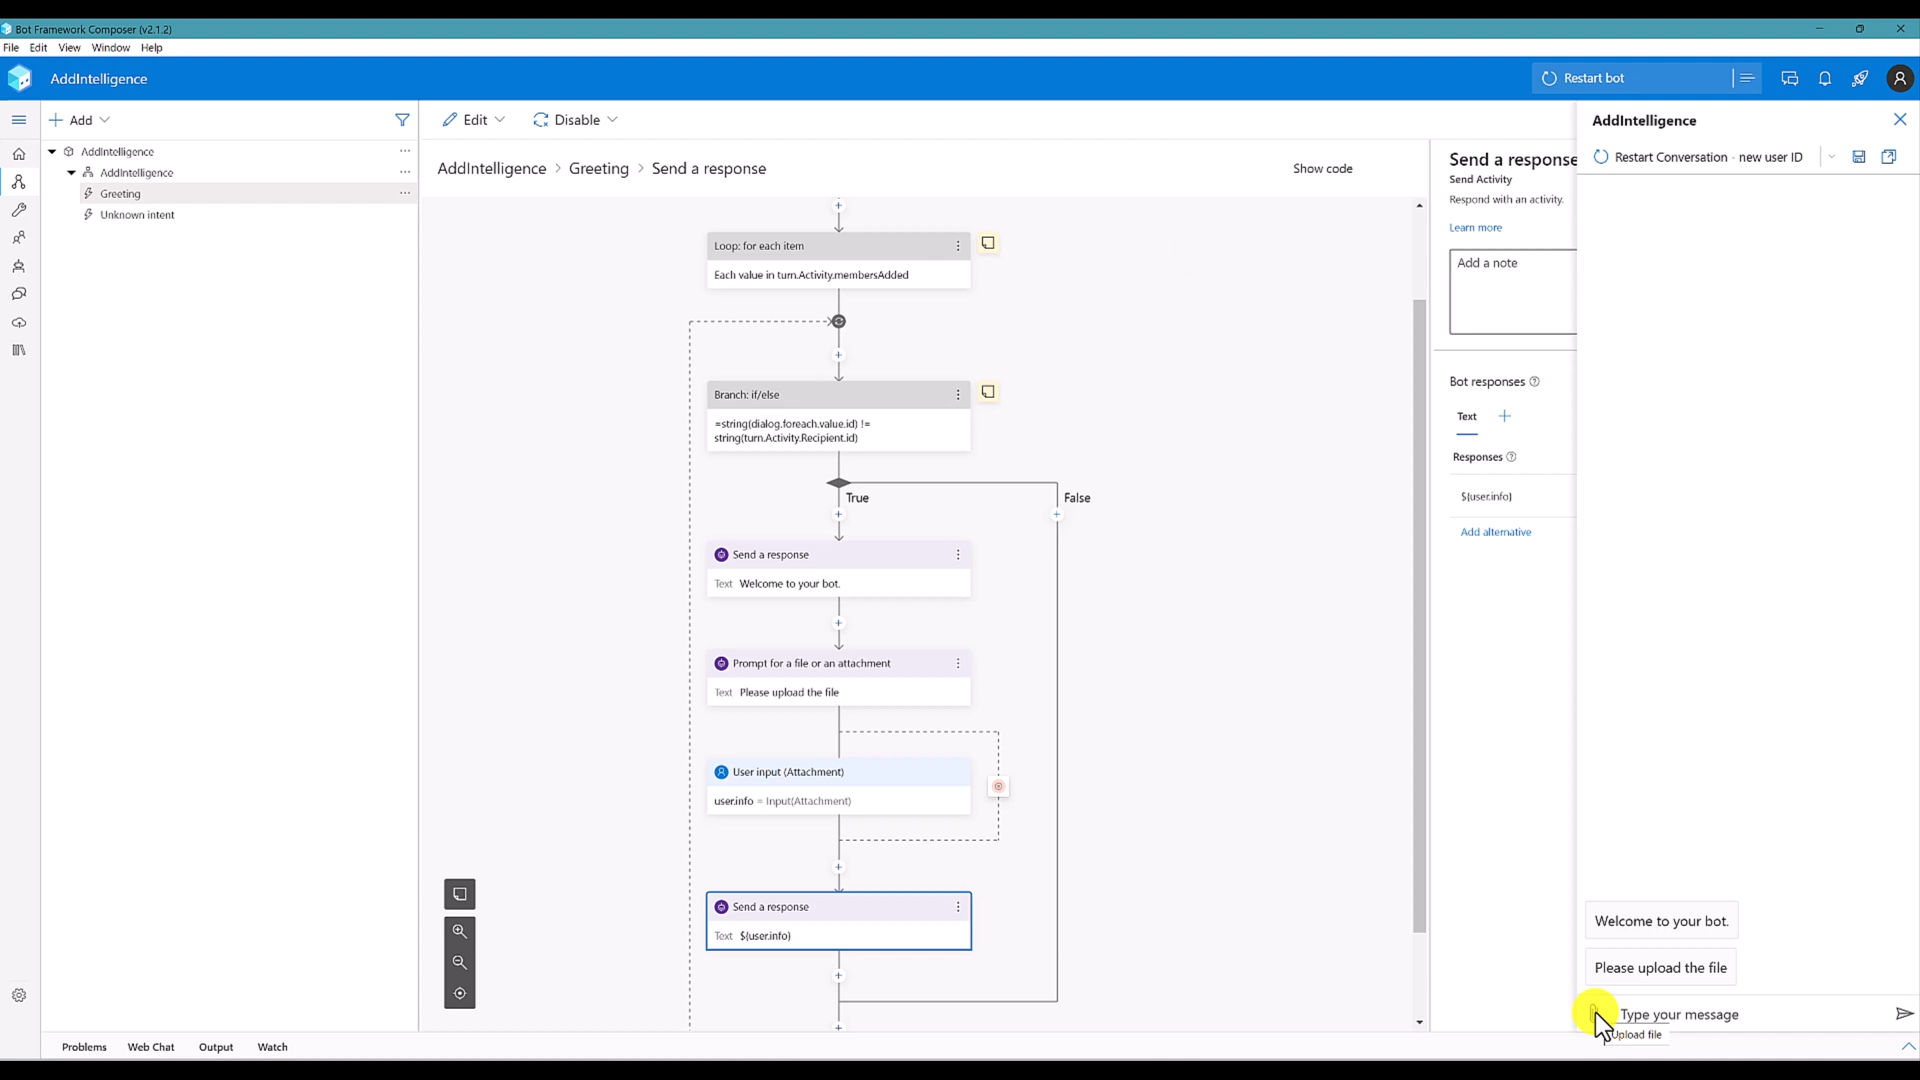 Bot Framework Composer (v2.1.2)
File Edit View Window Help
AddIntelligence
Restart bot
Add
AddIntelligence
AddIntelligence
Greeting
Unknown intent
Edit
Disable
AddIntelligence > Greeting > Send a response
Show code
Loop: for each item
Each value in turn.Activity.membersAdded
Branch: if/else
=string(dialog.foreach.value.id) !=
string(turn.Activity.Recipient.id)
True
False
Send a response
Text Welcome to your bot.
Prompt for a file or an attachment
Text Please upload the file
User input (Attachment)
user.info = Input(Attachment)
Send a response
Text ${user.info}
Send a response
Send Activity
Respond with an activity.
Learn more
Add a note
Bot responses
Text
Responses
${user.info}
Add alternative
AddIntelligence
Restart Conversation - new user ID
Welcome to your bot.
Please upload the file
Type your message
Upload file
Problems Web Chat Output Watch